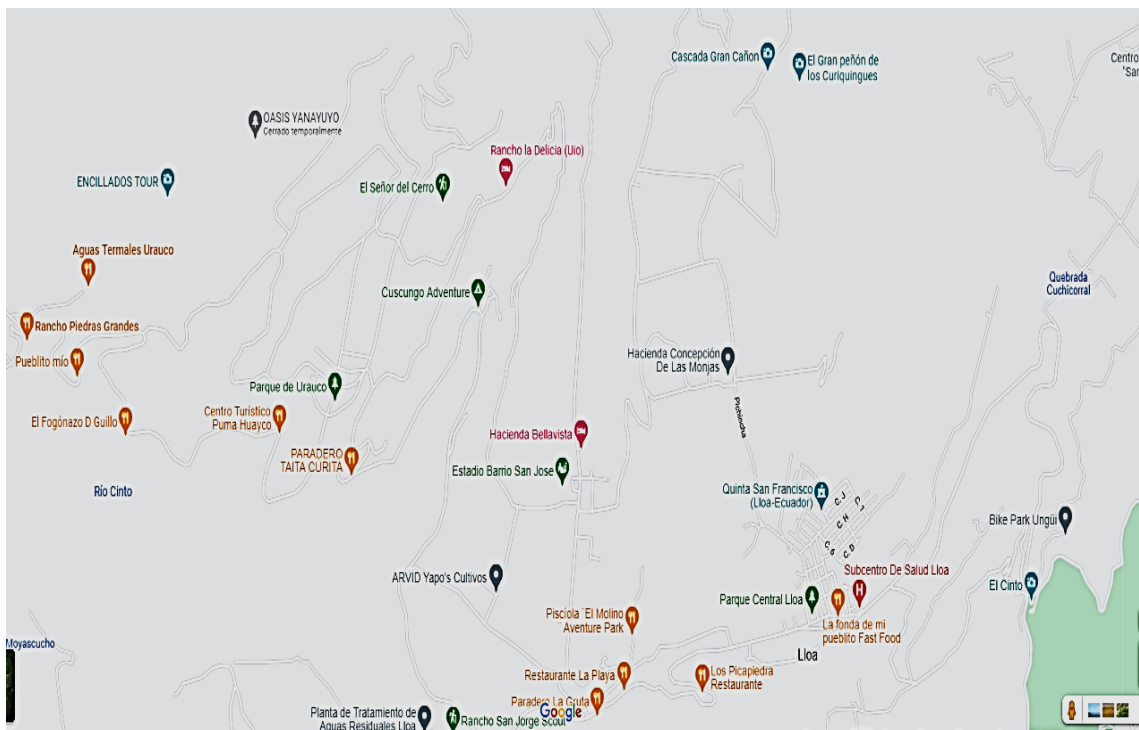 Cascada Gran Cañon
El Gran peñón de
los Curiquingues
Centro
"San
OASIS YANAYUYO
Cerrado temporalmente
Rancho la Delicia (Uio)
ENCILLADOS TOUR
El Señor del Cerro
Aguas Termales Urauco
Quebrada
Cuchicorral
Cuscungo Adventure
Rancho Piedras Grandes
Pueblito mío
Hacienda Concepción
De Las Monjas
Parque de Urauco
Pichincha
El Fogónazo D Guillo
Centro Turístico
Puma Huayco
Hacienda Bellavista
PARADERO
TAITA CURITA
Estadio Barrio San Jose
Río Cinto
Quinta San Francisco
(Lloa-Ecuador)
C J
C 1
C H
C 6
C D
Bike Park Ungüi
ARVID Yapo's Cultivos
Subcentro De Salud Lloa
El Cinto
Parque Central Lloa
Pisciola ¨El Molino
¨ Aventure Park
La fonda de mi
pueblito Fast Food
Moyascucho
Lloa
Restaurante La Playa
Los Picapiedra
Restaurante
Paradero La Gruta
Google
Planta de Tratamiento de
Aguas Residuales Lloa
Rancho San Jorge Scout